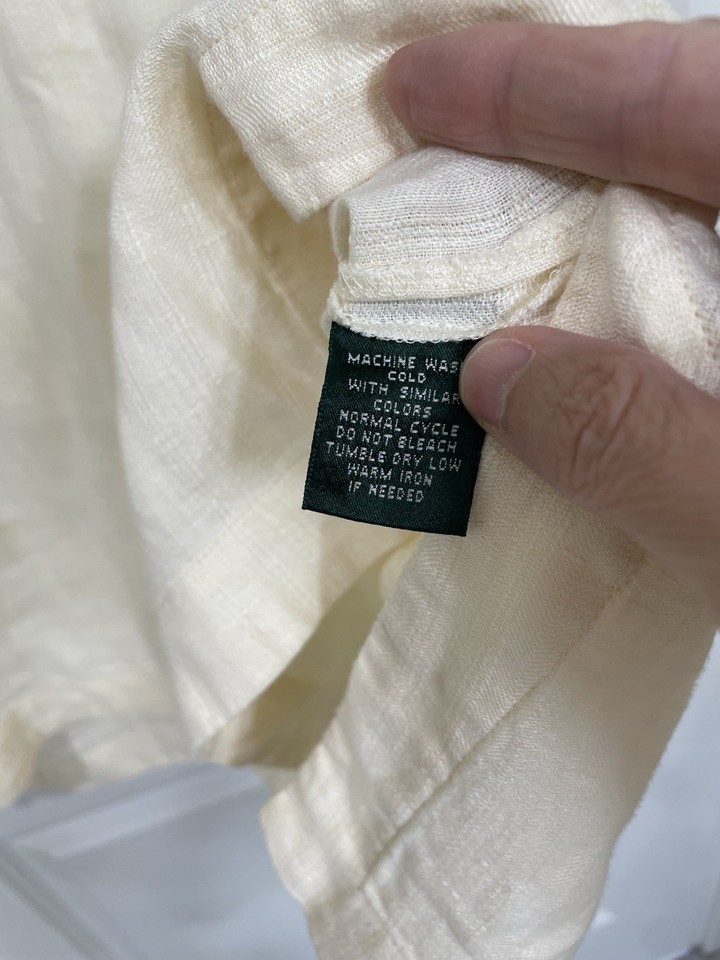 MACHINE WAS
COLD
WITH SIMILAR
COLORS
NORMAL CYCLE
DO NOT BLEACH
TUMBLE DRY LOW
WARM IRON
IF NEEDED